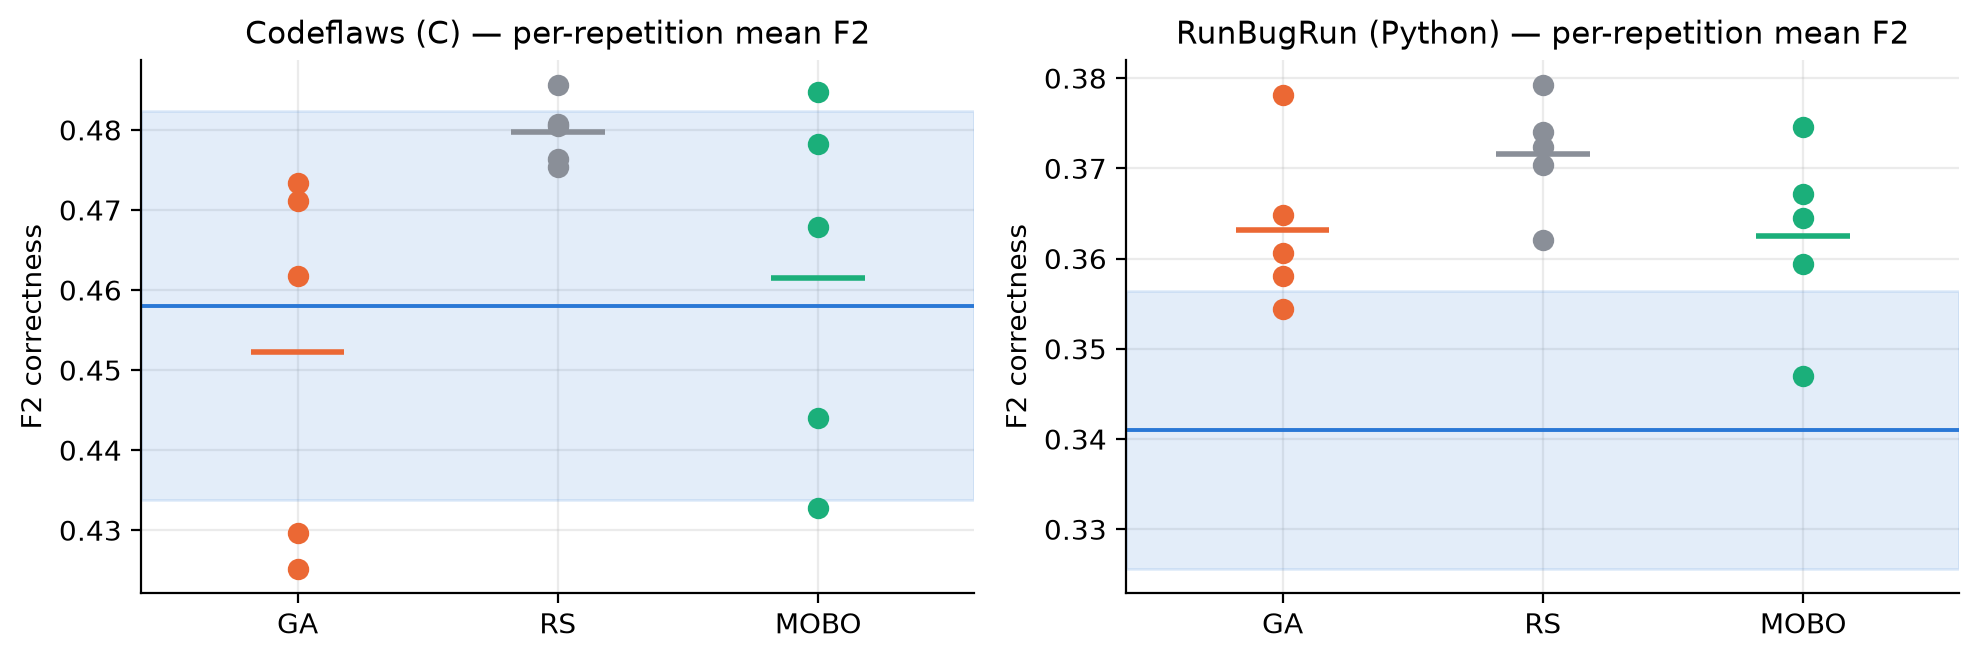 Codeflaws (C) — per-repetition mean F2
F2 correctness
0.48
0.47
0.46
0.45
0.44
0.43
GA
RS
MOBO
RunBugRun (Python) — per-repetition mean F2
F2 correctness
0.38
0.37
0.36
0.35
0.34
0.33
GA
RS
MOBO